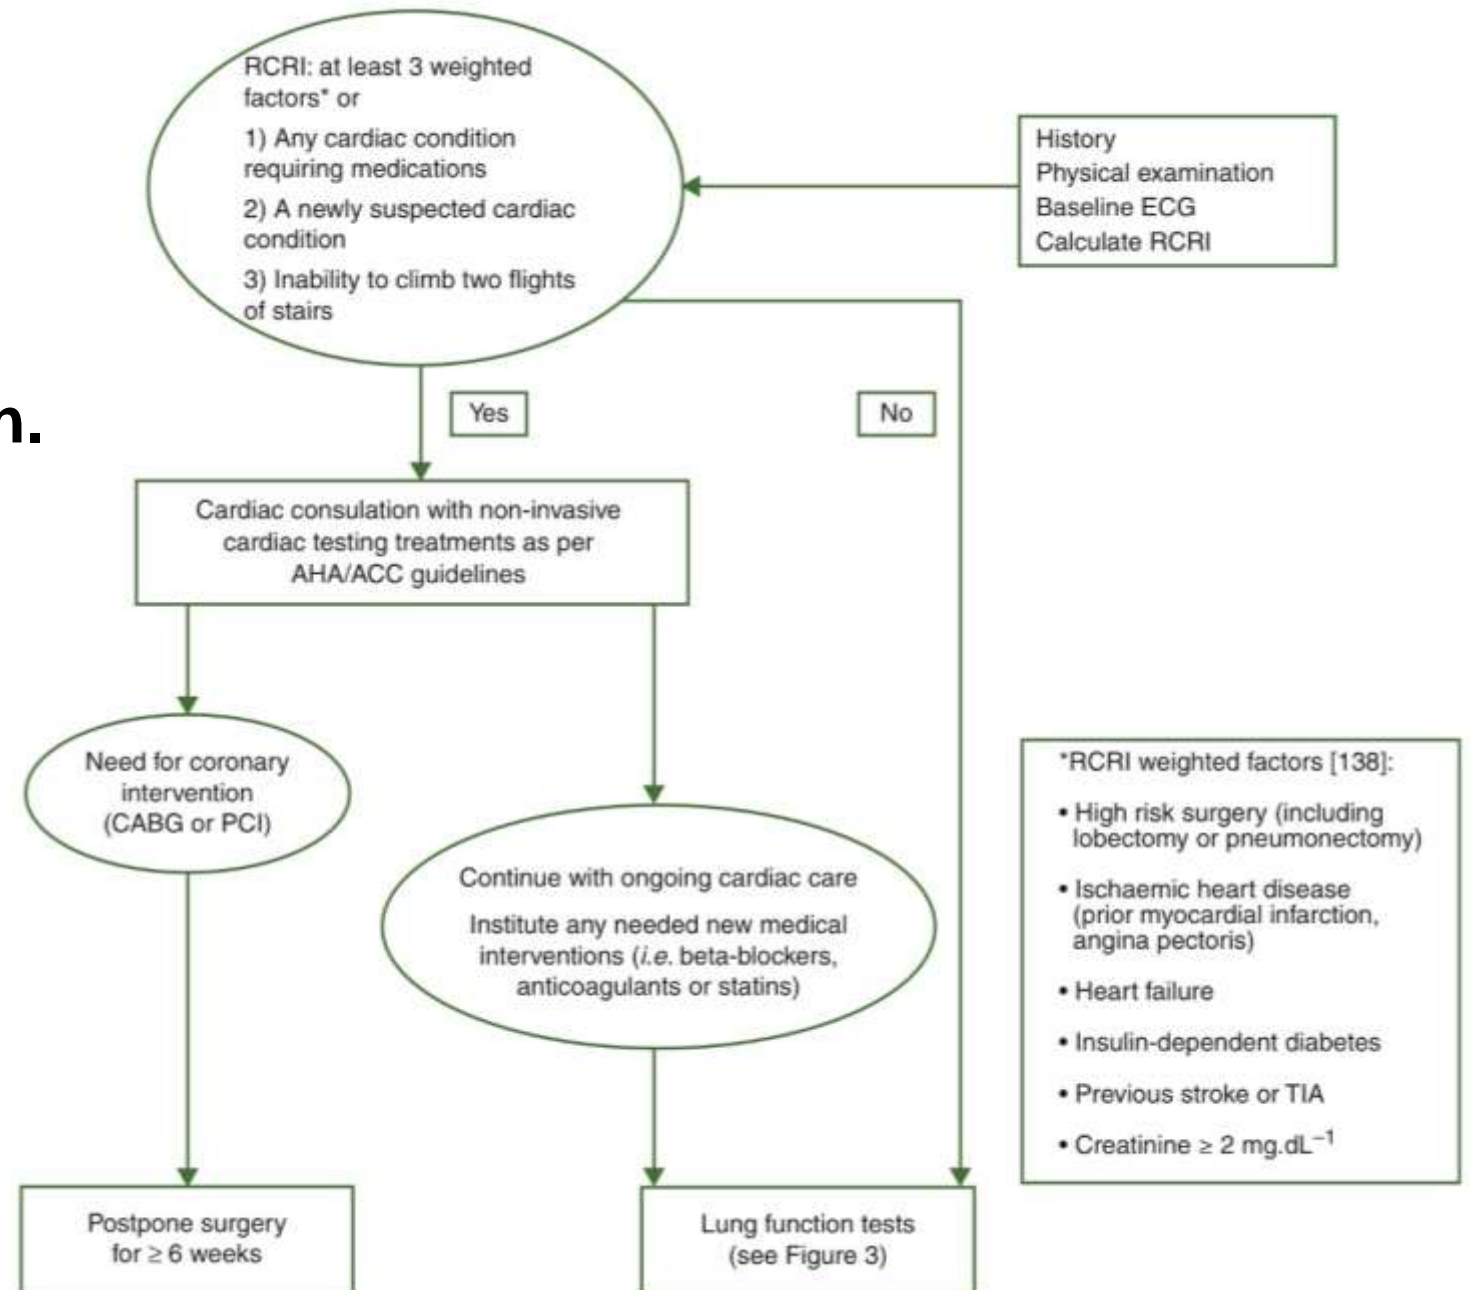 RCRI: at least 3 weighted
factors* or
1) Any cardiac condition
requiring medications
2) A newly suspected cardiac
condition
3) Inability to climb two flights
of stairs
History
Physical examination
Baseline ECG
Calculate RCRI
n.
Yes
No
Cardiac consulation with non-invasive
cardiac testing treatments as per
AHA/ACC guidelines
Need for coronary
intervention
(CABG or PCI)
Continue with ongoing cardiac care
Institute any needed new medical
interventions (i.e. beta-blockers,
anticoagulants or statins)
*RCRI weighted factors [138]:
• High risk surgery (including
lobectomy or pneumonectomy)
• Ischaemic heart disease
(prior myocardial infarction,
angina pectoris)
• Heart failure
• Insulin-dependent diabetes
• Previous stroke or TIA
• Creatinine ≥ 2 mg.dL⁻¹
Postpone surgery
for ≥ 6 weeks
Lung function tests
(see Figure 3)